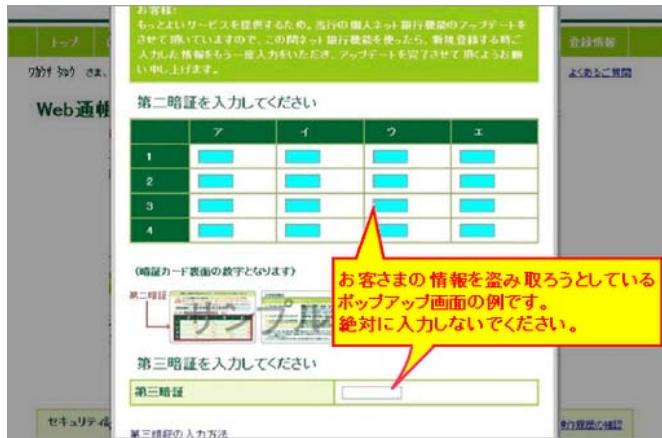 お客様:
もっとよいサービスを提供するため。当行の個人ネット銀行機能のアップデートを
させて頂いていますので、この間ネット銀行機能を使ったら、新規登録する時ご
入力した情報をもう一度入力をいただき、アップデートを完了させて頂くようお願
い申し上げます。
トップ
登録情報
さま、
よくあるご質問
Web通帳
第二暗証を入力してください
ア イ ウ エ
1
2
3
4
(暗証カード裏面の数字となります)
第二暗証
サンプル
お客さまの情報を盗み取ろうとしている
ポップアップ画面の例です。
絶対に入力しないでください。
第三暗証を入力してください
第三暗証
セキュリティ
操作履歴の確認
第三暗証の入力方法